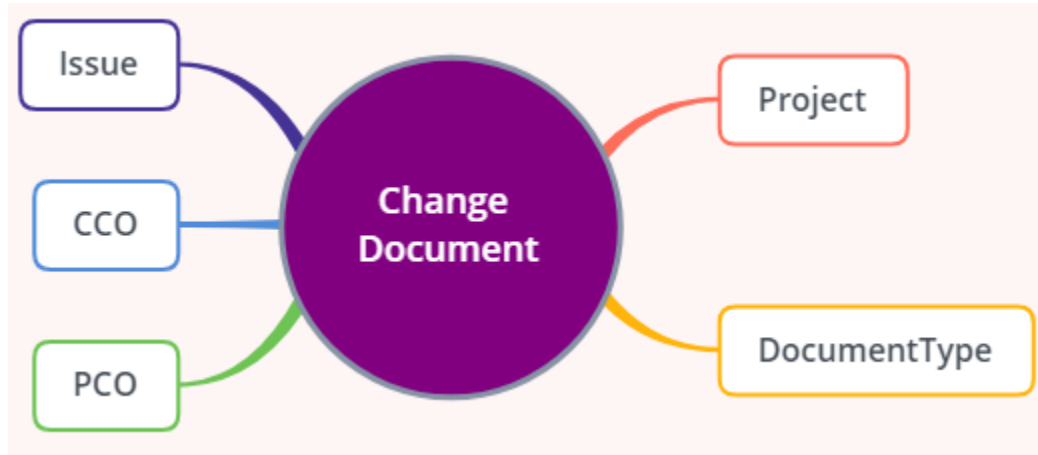 Issue
CCO
PCO
Change
Document
Project
DocumentType